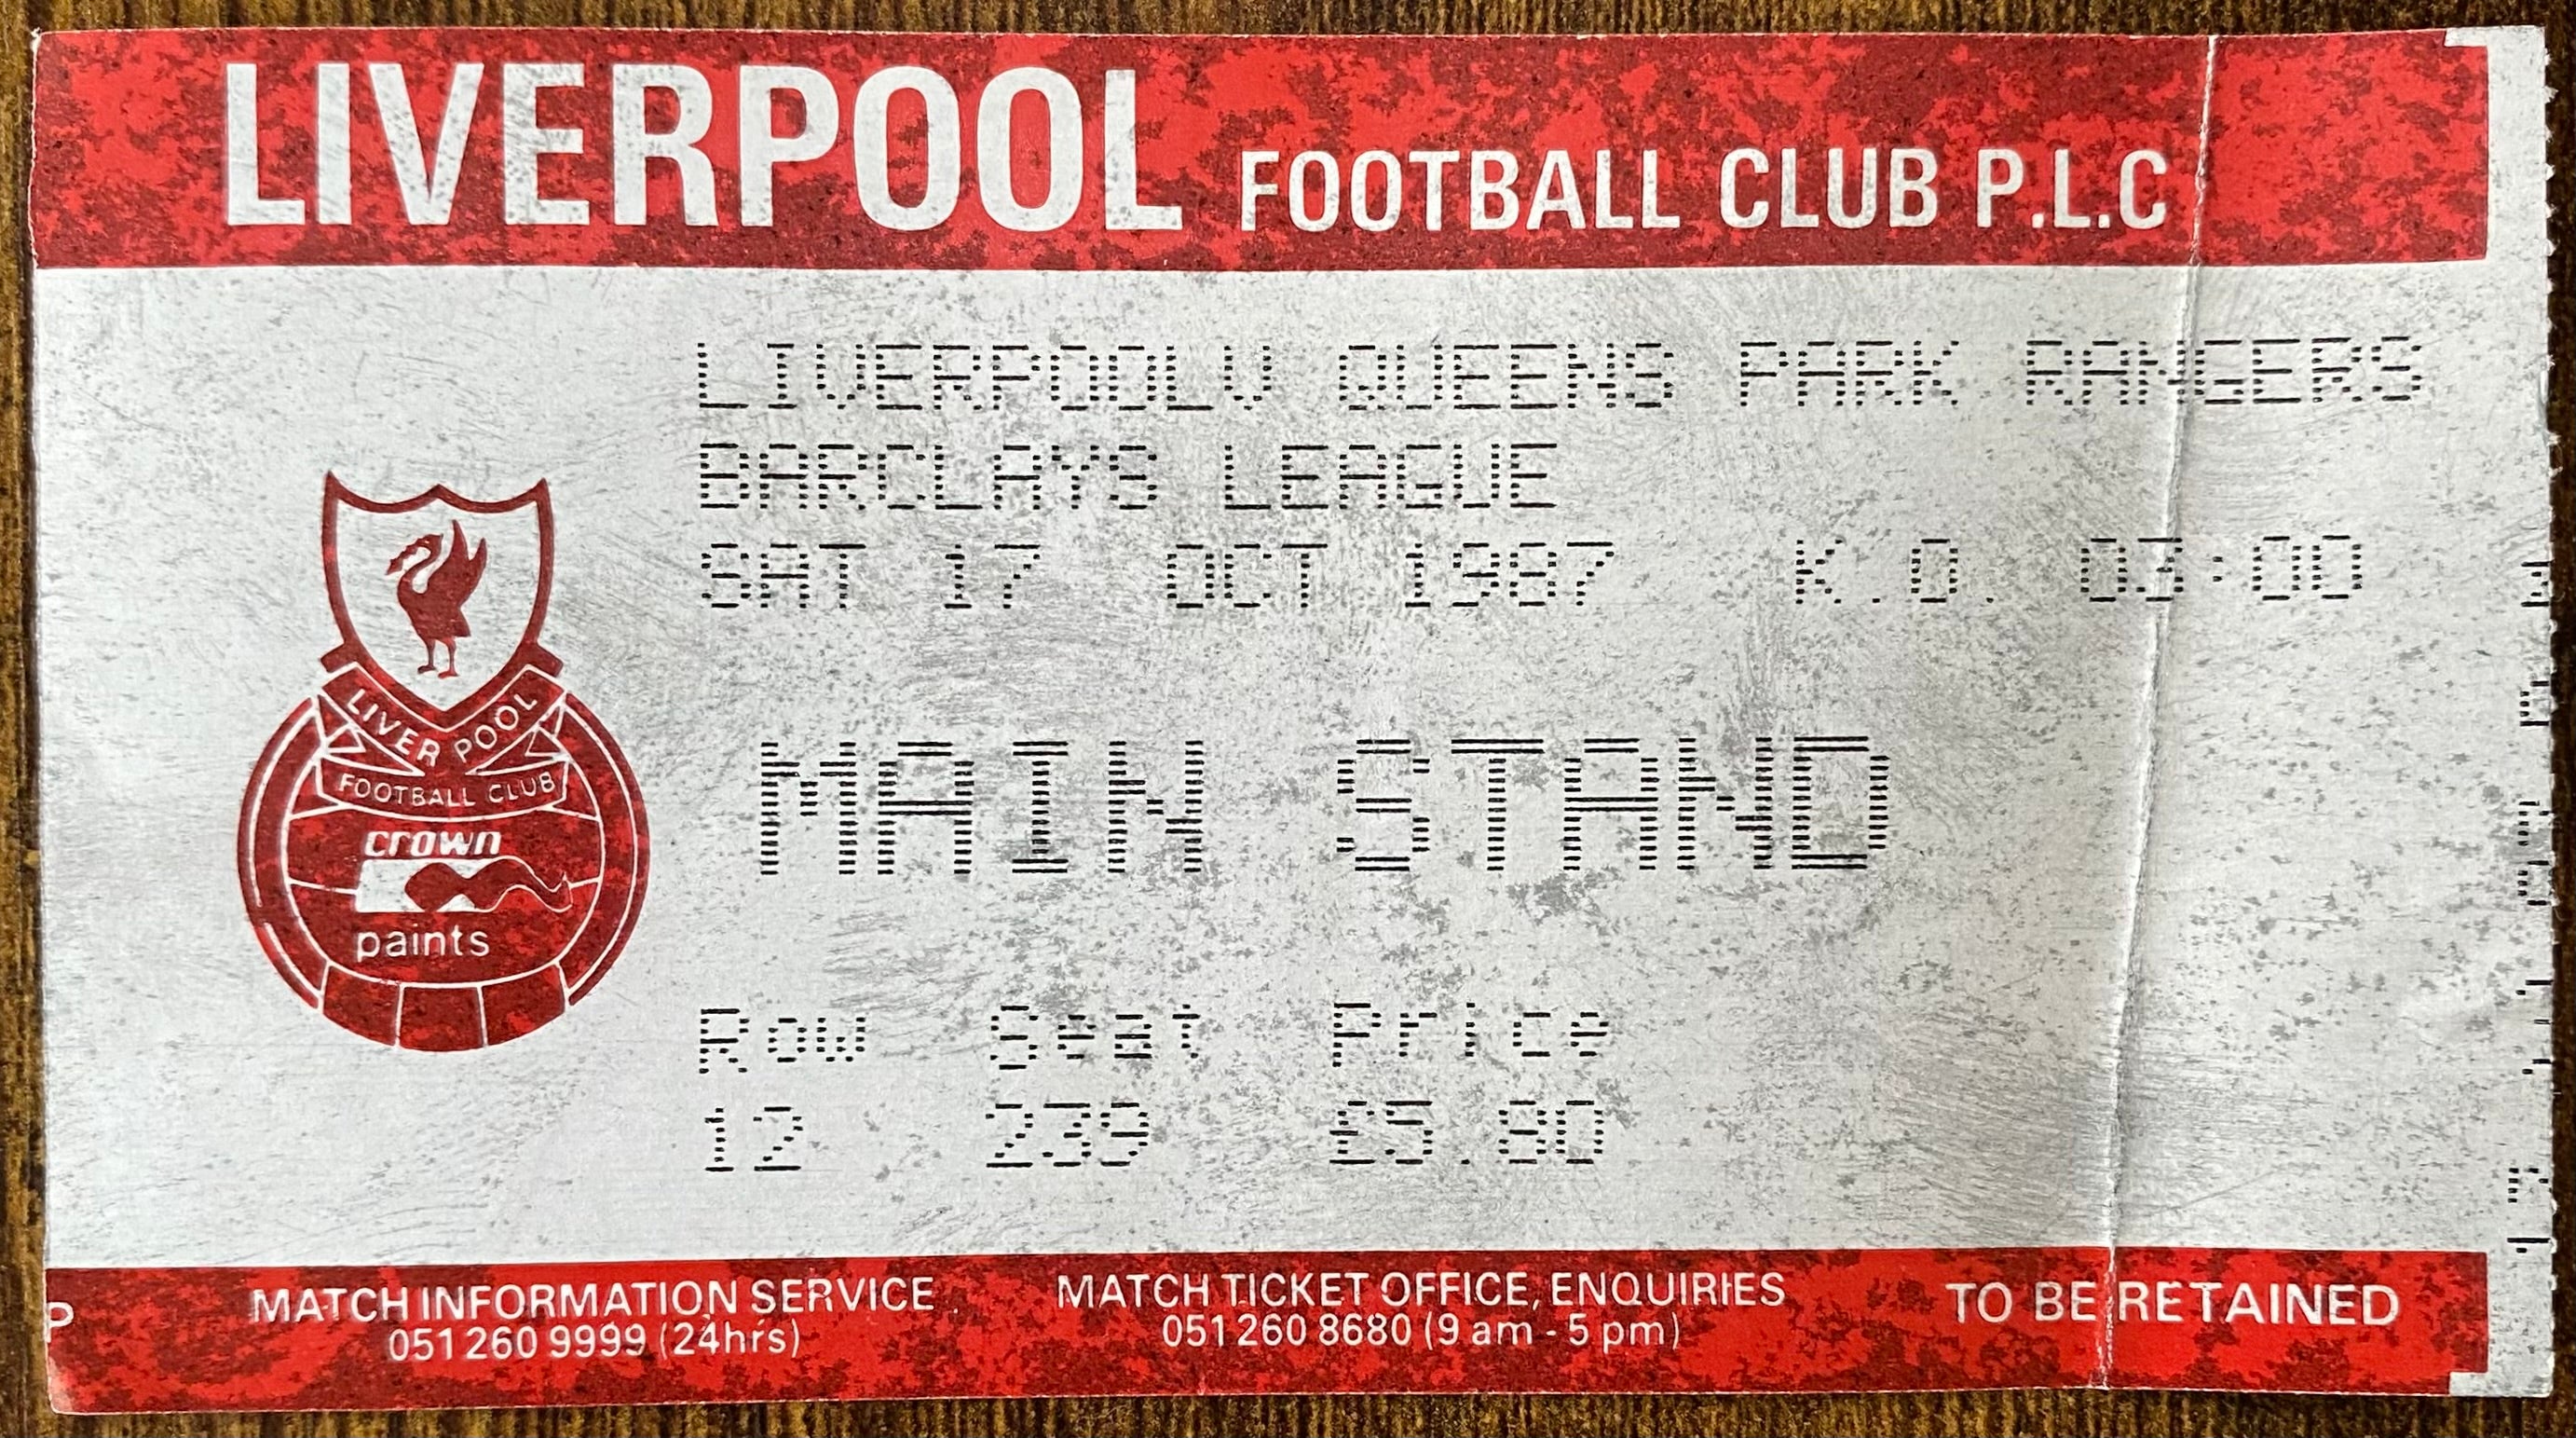 LIVERPOOL FOOTBALL CLUB P.L.C
LIVERPOOLV QUEENS PARK RANGERS
BARCLAYS LEAGUE
SAT 17 OCT 1987 K.O. 03:00
LIVERPOOL
FOOTBALL CLUB
crown
paints
MAIN STAND
Row Seat Price
12 239 £5.80
P
MATCH INFORMATION SERVICE
051 260 9999 (24hrs)
MATCH TICKET OFFICE, ENQUIRIES
051 260 8680 (9 am - 5 pm)
TO BE RETAINED